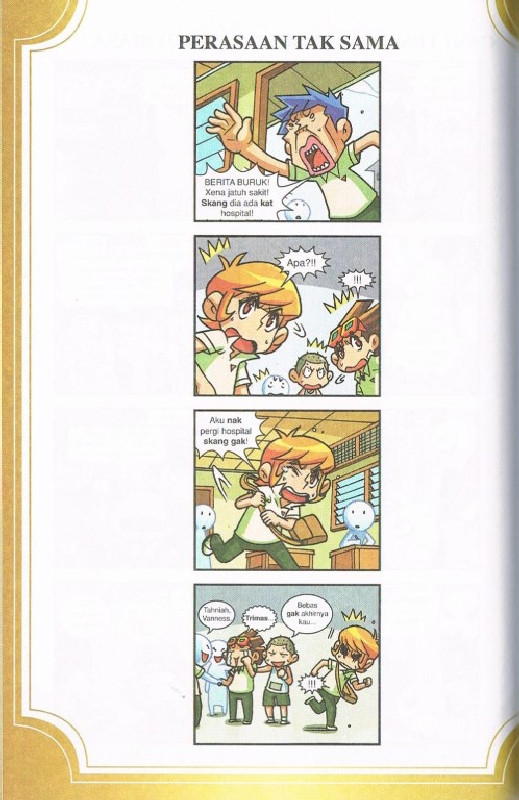 PERASAAN TAK SAMA
BERITA BURUK!
Xena jatuh sakit!
Skang dia ada kat
hospital!
Apa?!!
!!!
Aku nak
pergi hospital
skang gak!
Tahniah,
Vanness.
Trimas...
Bebas
gak akhirnya
kau...
!!!